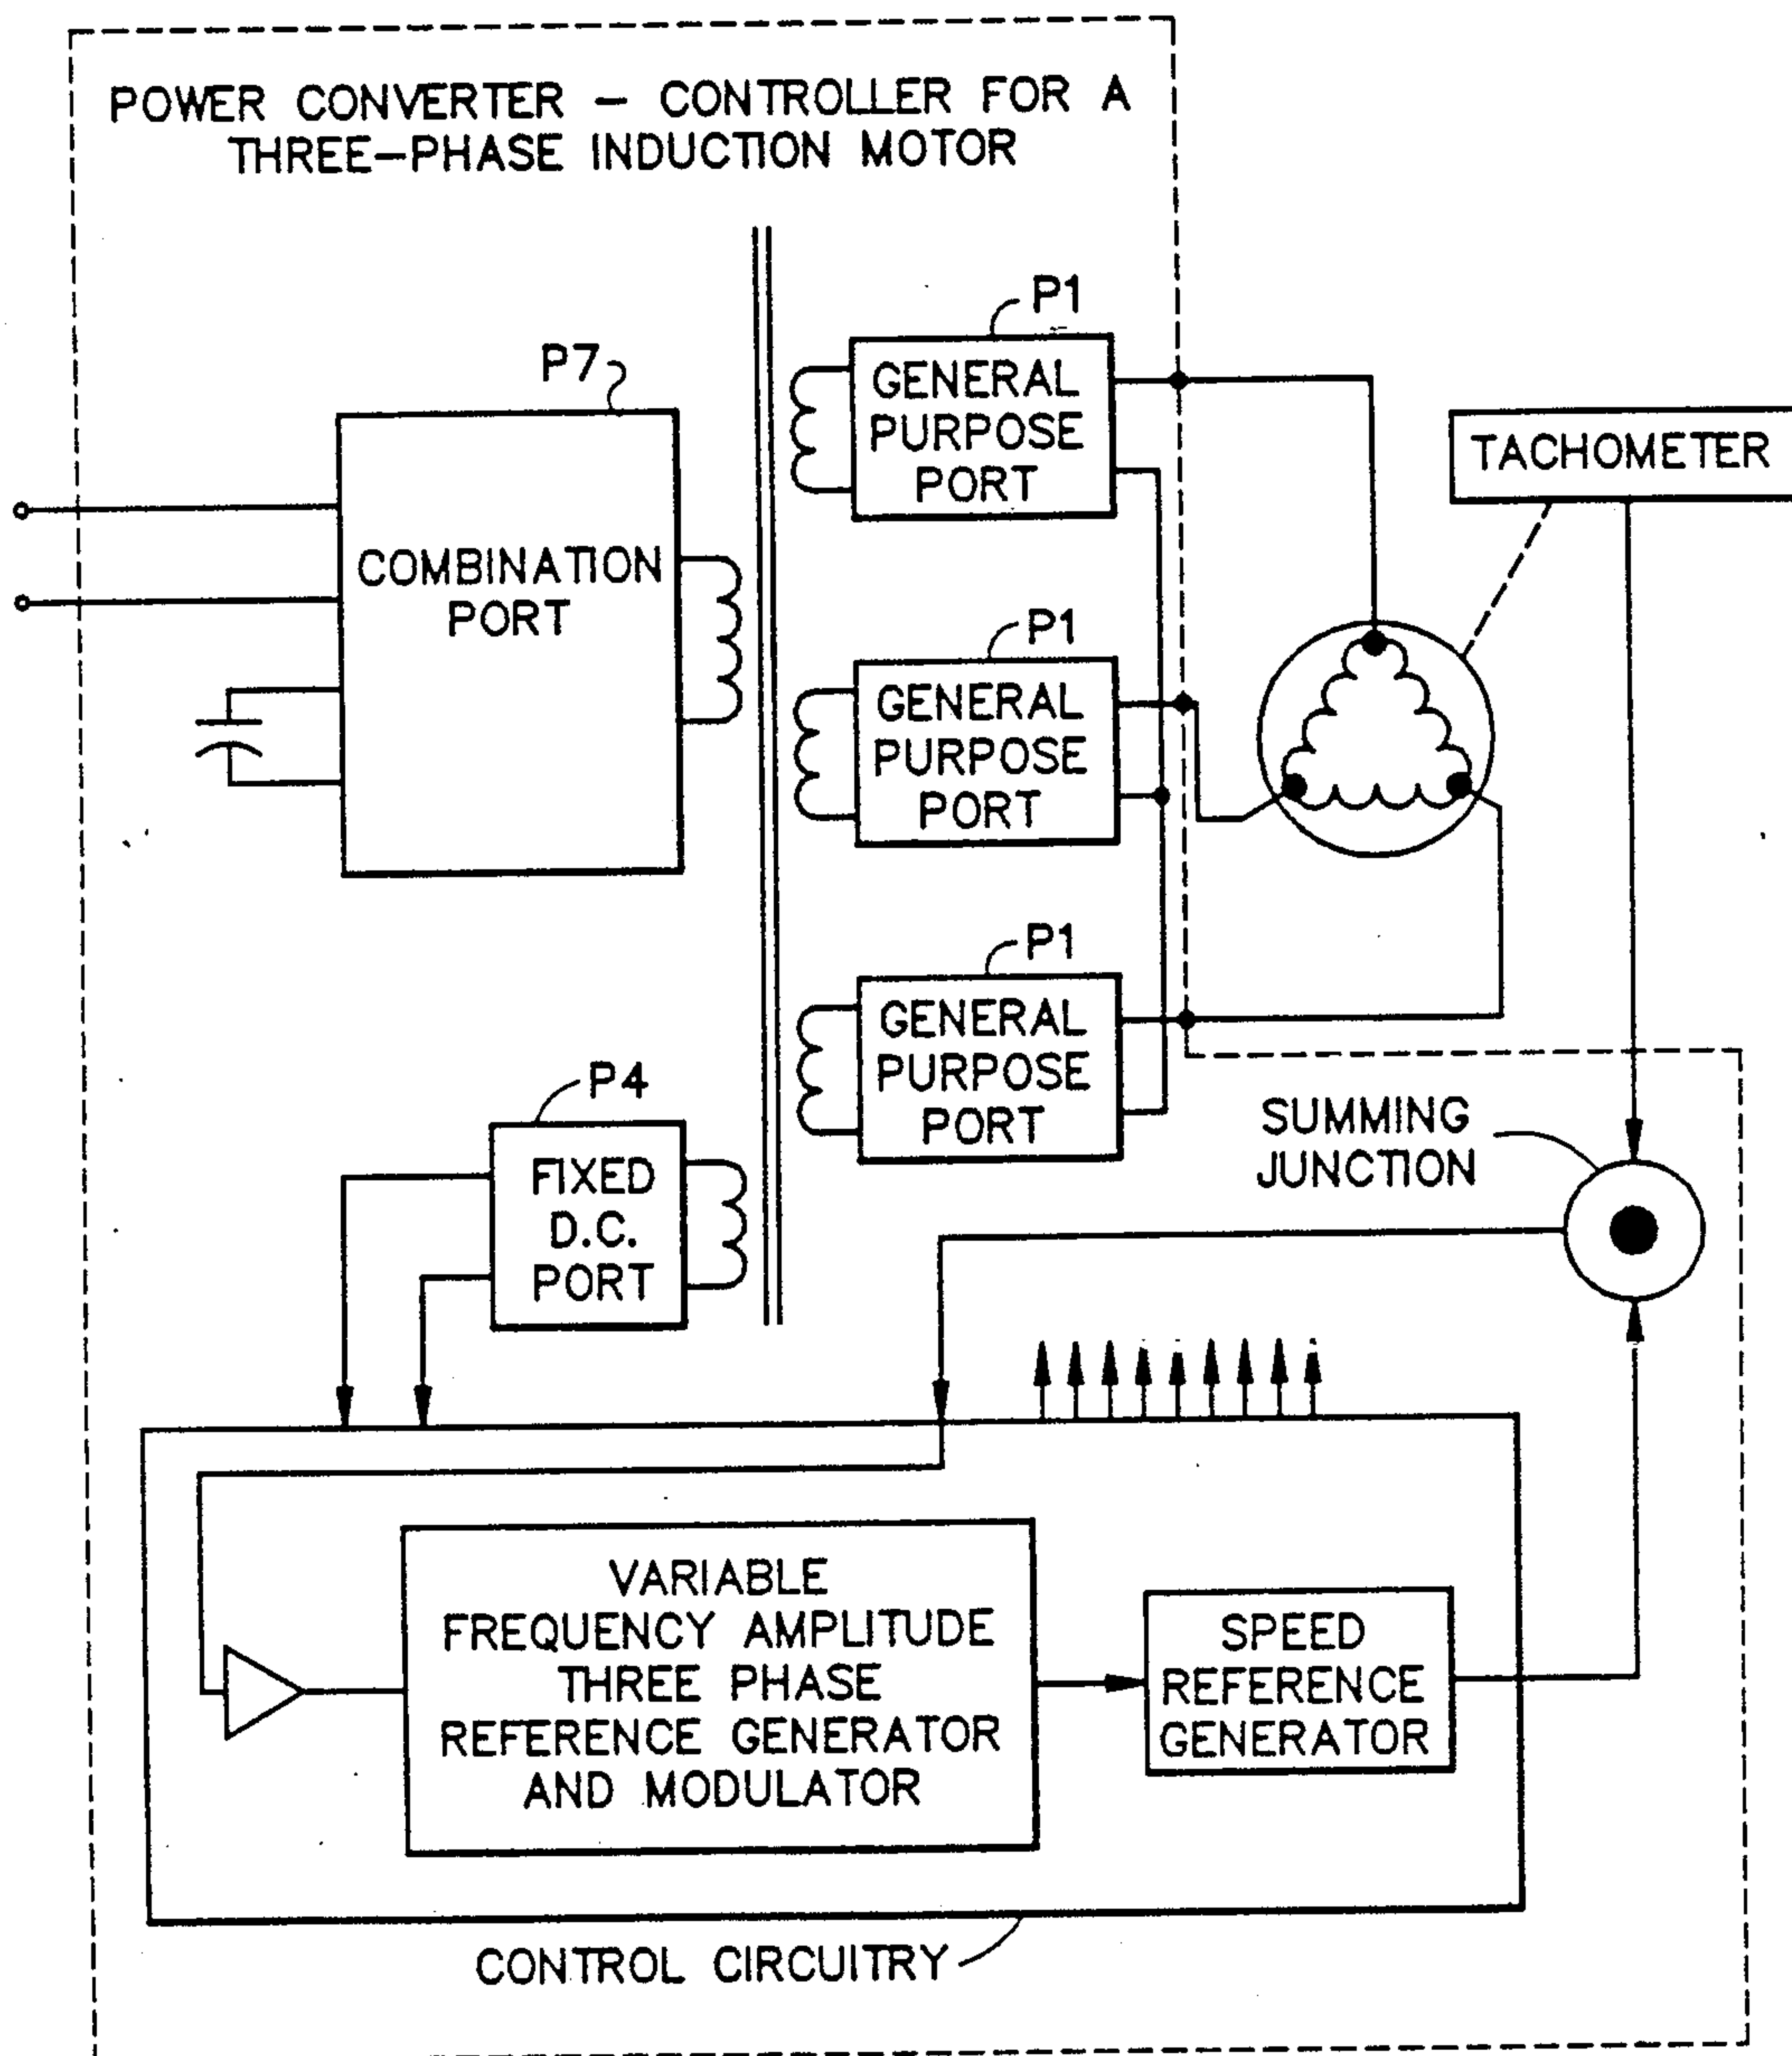 POWER CONVERTER – CONTROLLER FOR A
THREE–PHASE INDUCTION MOTOR
P1
GENERAL
PURPOSE
PORT
P7
COMBINATION
PORT
TACHOMETER
P1
GENERAL
PURPOSE
PORT
P1
GENERAL
PURPOSE
PORT
P4
FIXED
D.C.
PORT
SUMMING
JUNCTION
VARIABLE
FREQUENCY AMPLITUDE
THREE PHASE
REFERENCE GENERATOR
AND MODULATOR
SPEED
REFERENCE
GENERATOR
CONTROL CIRCUITRY